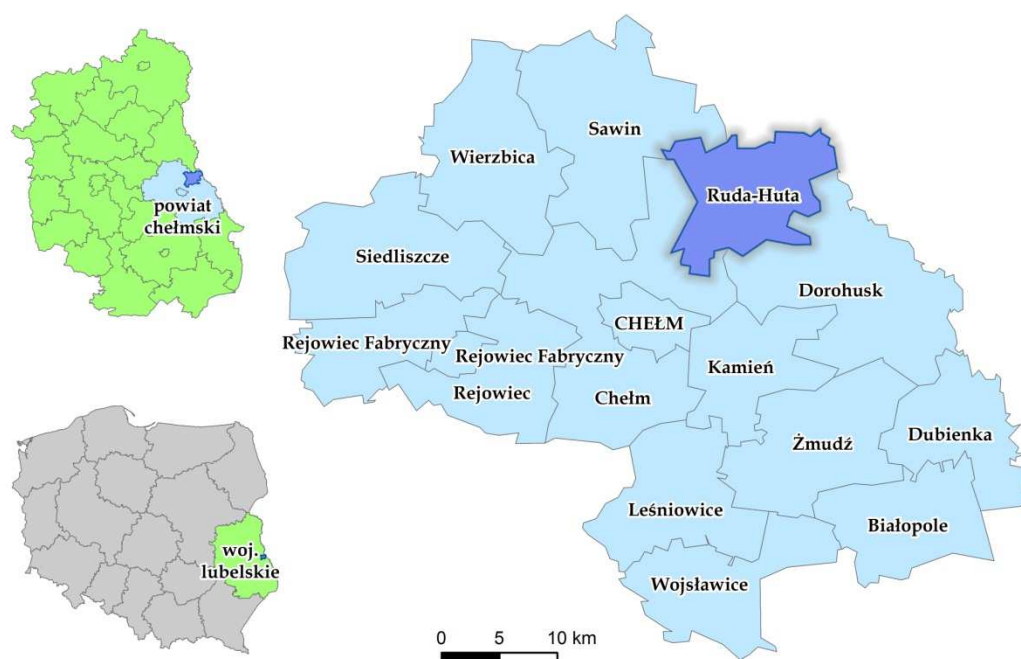 powiat
chełmski
woj.
lubelskie
Sawin
Wierzbica
Ruda-Huta
Siedliszcze
Dorohusk
CHEŁM
Rejowiec Fabryczny
Rejowiec Fabryczny
Kamień
Rejowiec
Chełm
Żmudź
Dubienka
Leśniowice
Białopole
Wojsławice
0 5 10 km